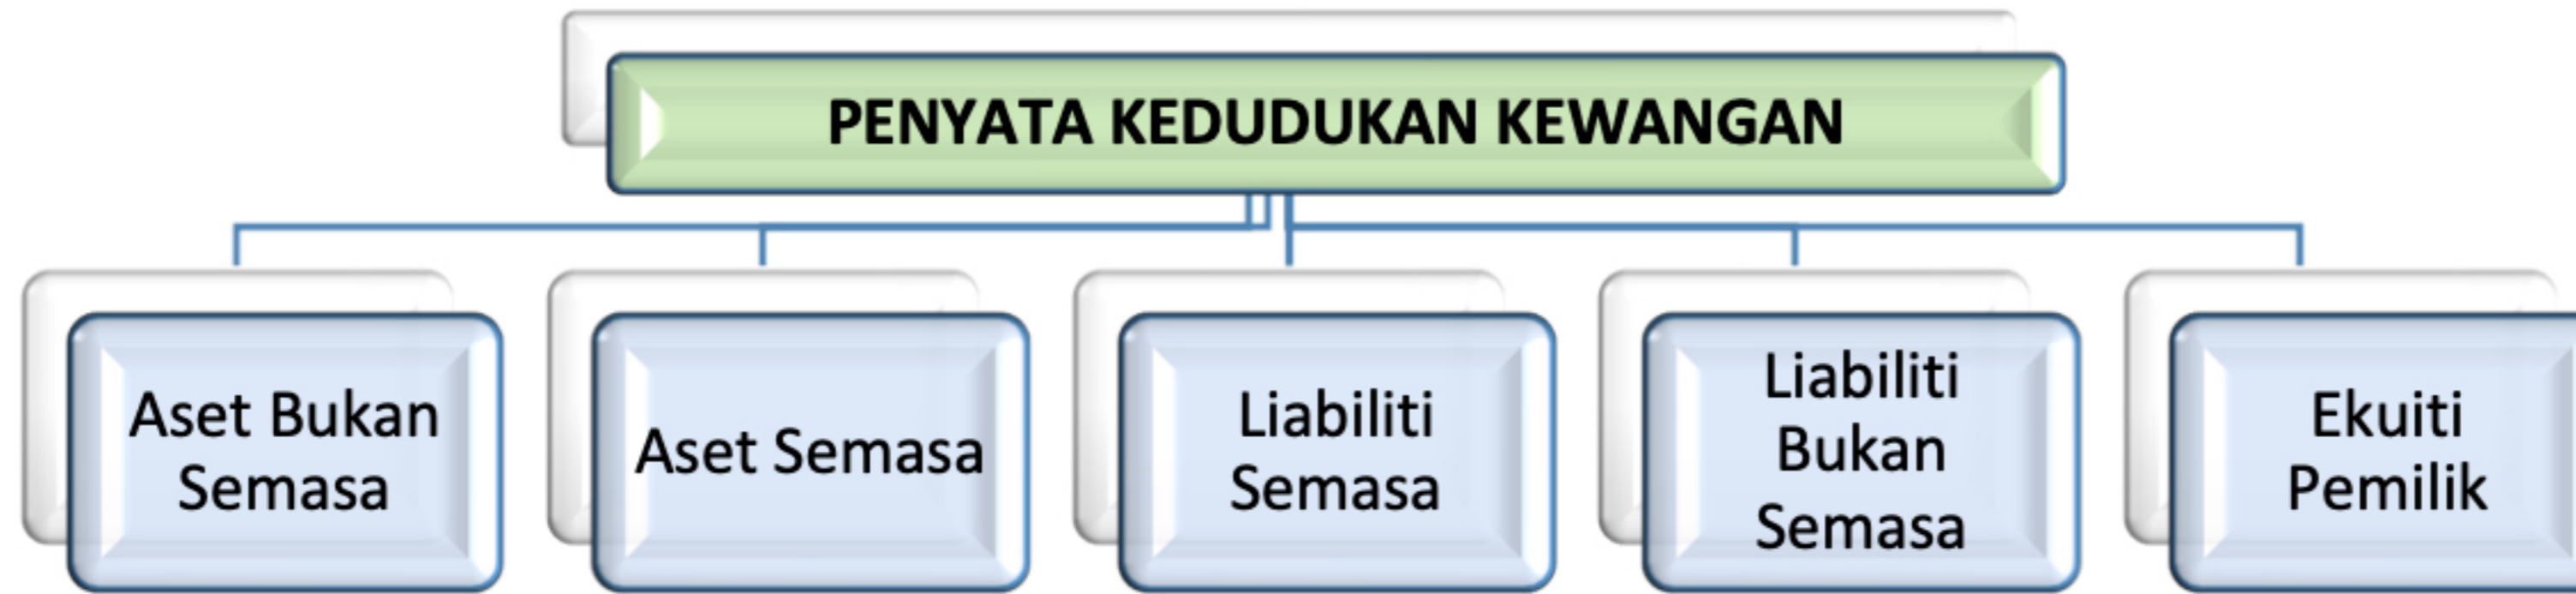 PENYATA KEDUDUKAN KEWANGAN
Aset Bukan
Semasa
Aset Semasa
Liabiliti
Semasa
Liabiliti
Bukan
Semasa
Ekuiti
Pemilik